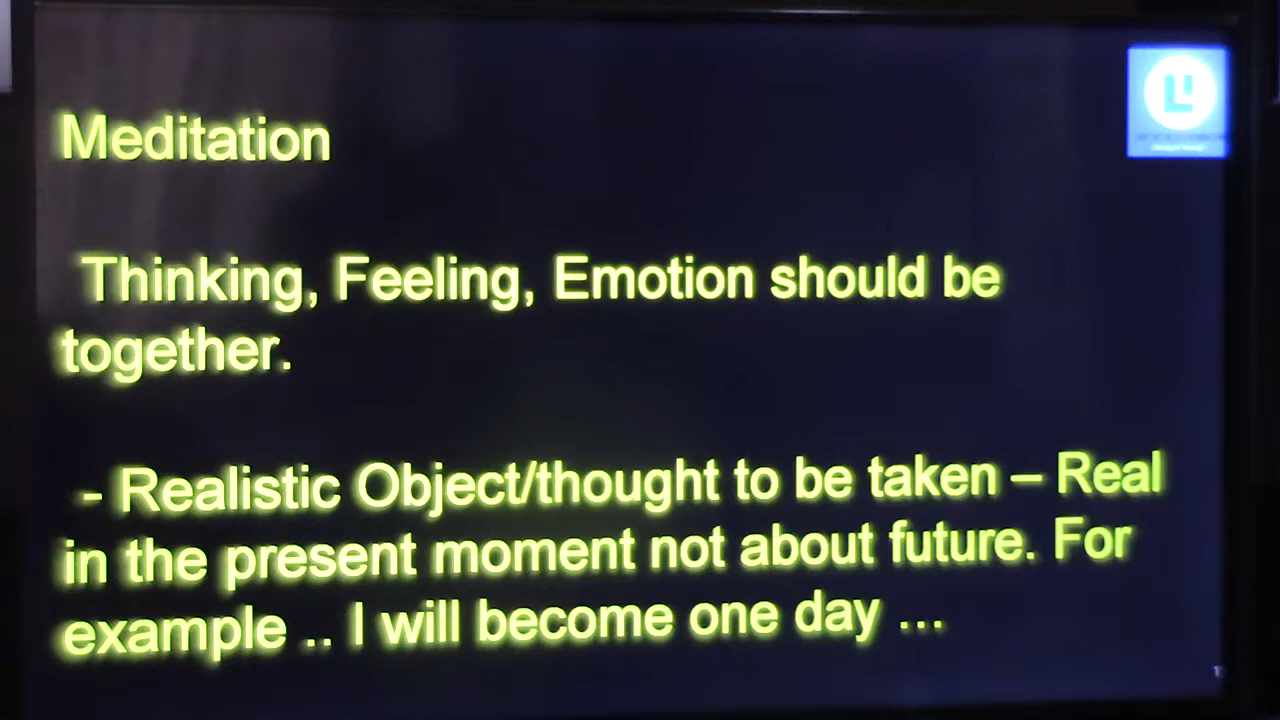 Meditation
Thinking, Feeling, Emotion should be
together.
- Realistic Object/thought to be taken – Real
in the present moment not about future. For
example .. I will become one day ...